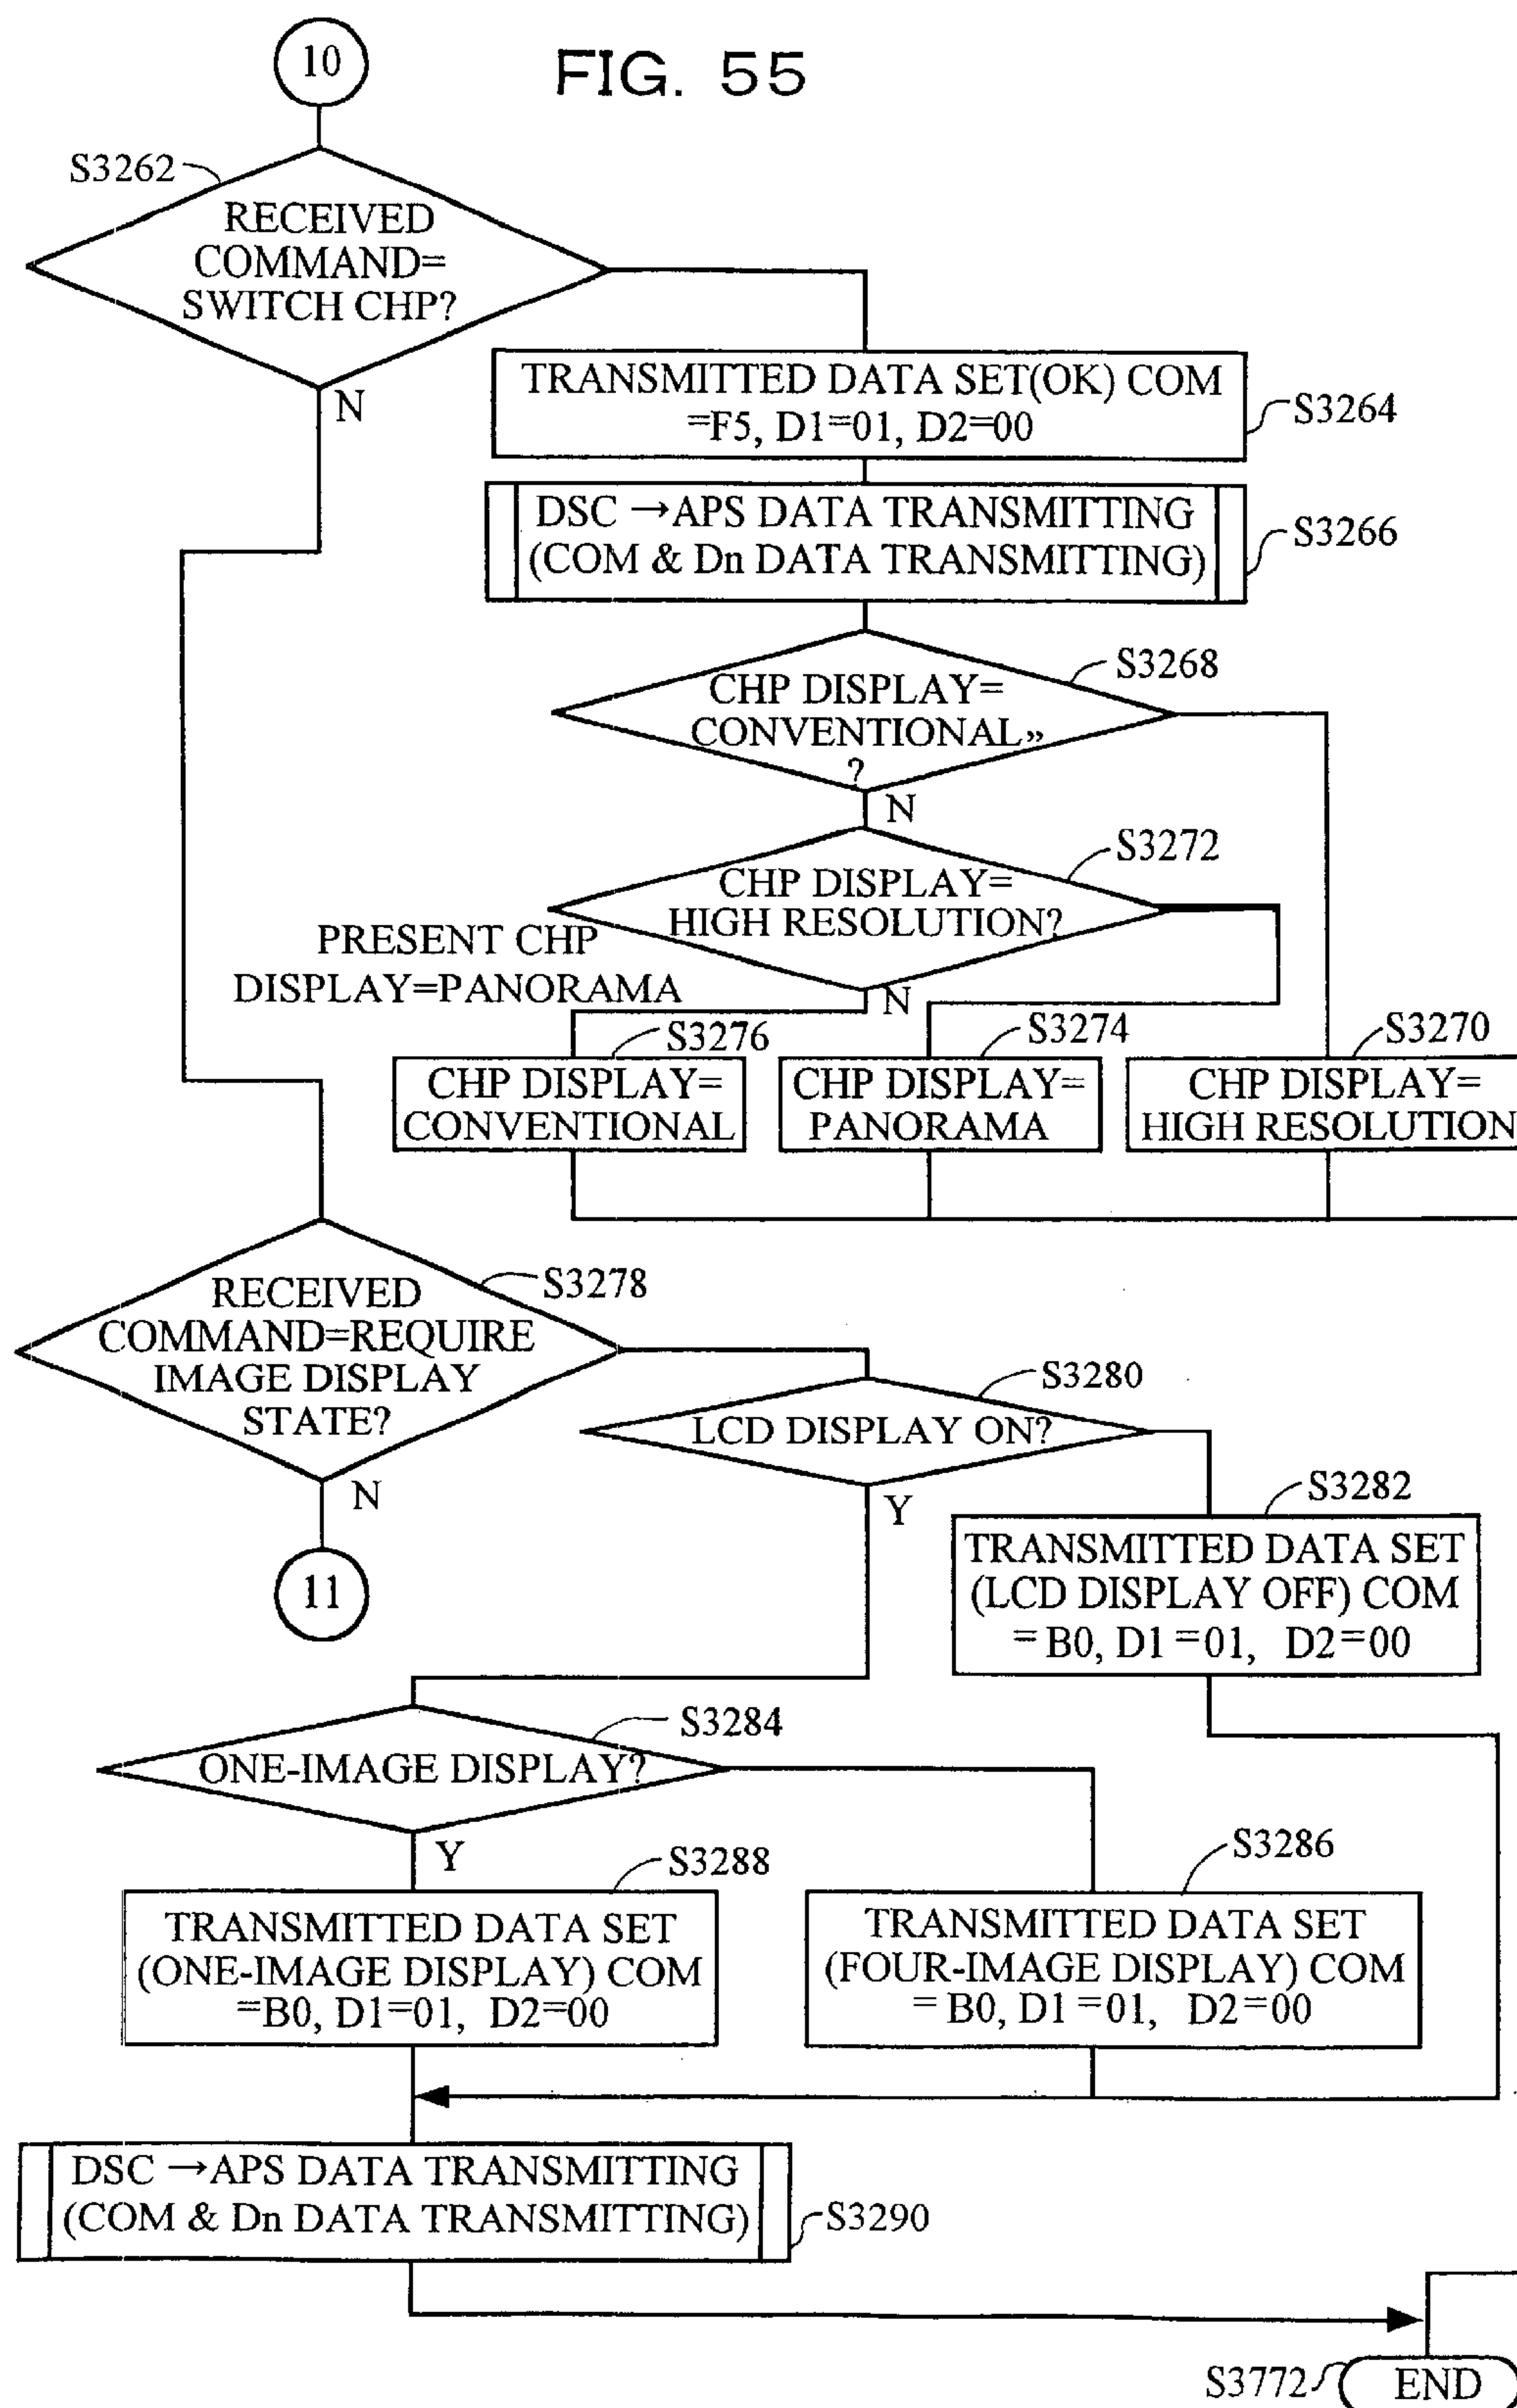 10
FIG. 55
S3262
RECEIVED
COMMAND=
SWITCH CHP?
N
TRANSMITTED DATA SET(OK) COM
=F5, D1=01, D2=00
S3264
DSC →APS DATA TRANSMITTING
(COM & Dn DATA TRANSMITTING)
S3266
S3268
CHP DISPLAY=
CONVENTIONAL»
?
N
S3272
CHP DISPLAY=
HIGH RESOLUTION?
PRESENT CHP
DISPLAY=PANORAMA
N
S3276
S3274
S3270
CHP DISPLAY=
CONVENTIONAL
CHP DISPLAY=
PANORAMA
CHP DISPLAY=
HIGH RESOLUTION
S3278
RECEIVED
COMMAND=REQUIRE
IMAGE DISPLAY
STATE?
N
11
S3280
LCD DISPLAY ON?
Y
S3282
TRANSMITTED DATA SET
(LCD DISPLAY OFF) COM
=B0, D1=01, D2=00
S3284
ONE-IMAGE DISPLAY?
Y
S3288
TRANSMITTED DATA SET
(ONE-IMAGE DISPLAY) COM
=B0, D1=01, D2=00
S3286
TRANSMITTED DATA SET
(FOUR-IMAGE DISPLAY) COM
=B0, D1=01, D2=00
DSC →APS DATA TRANSMITTING
(COM & Dn DATA TRANSMITTING)
S3290
S3772
END